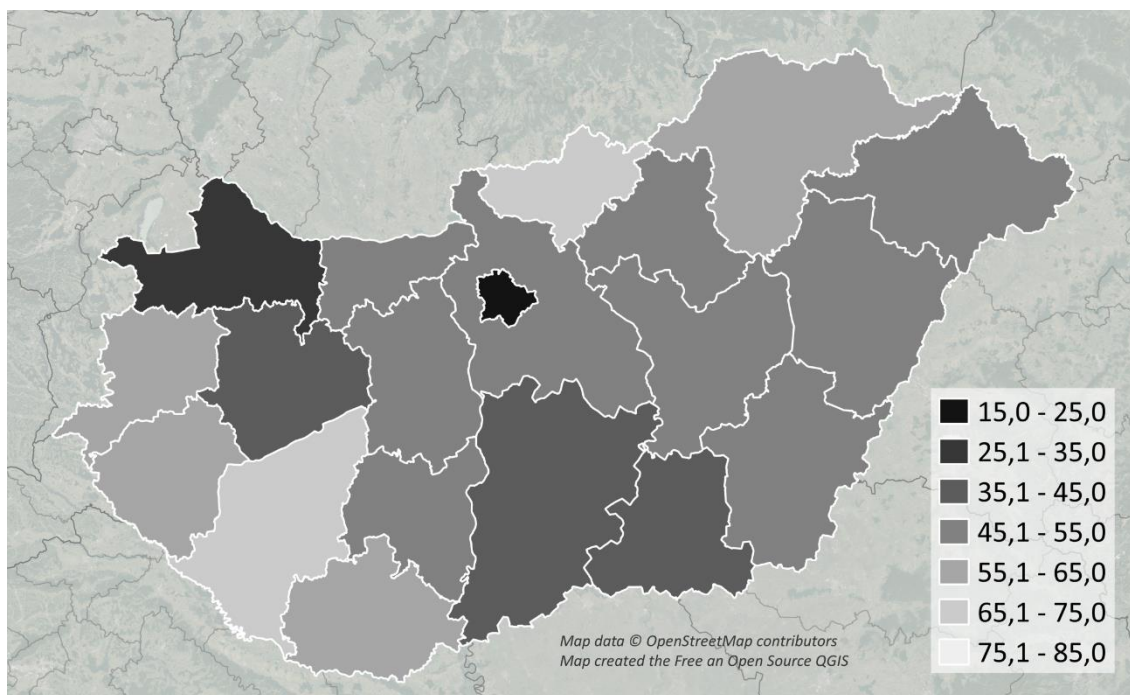 15,0 - 25,0
25,1 - 35,0
35,1 - 45,0
45,1 - 55,0
55,1 - 65,0
65,1 - 75,0
75,1 - 85,0
Map data © OpenStreetMap contributors
Map created the Free an Open Source QGIS